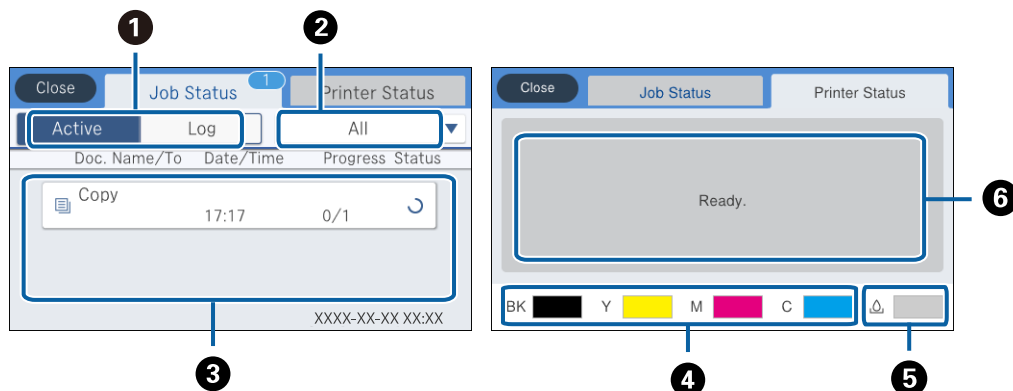 1 2
Close Job Status 1 Printer Status
Active Log All
Doc. Name/To Date/Time Progress Status
Copy
17:17 0/1
XXXX-XX-XX XX:XX
3
Close Job Status Printer Status
Ready.
6
BK Y M C
4 5